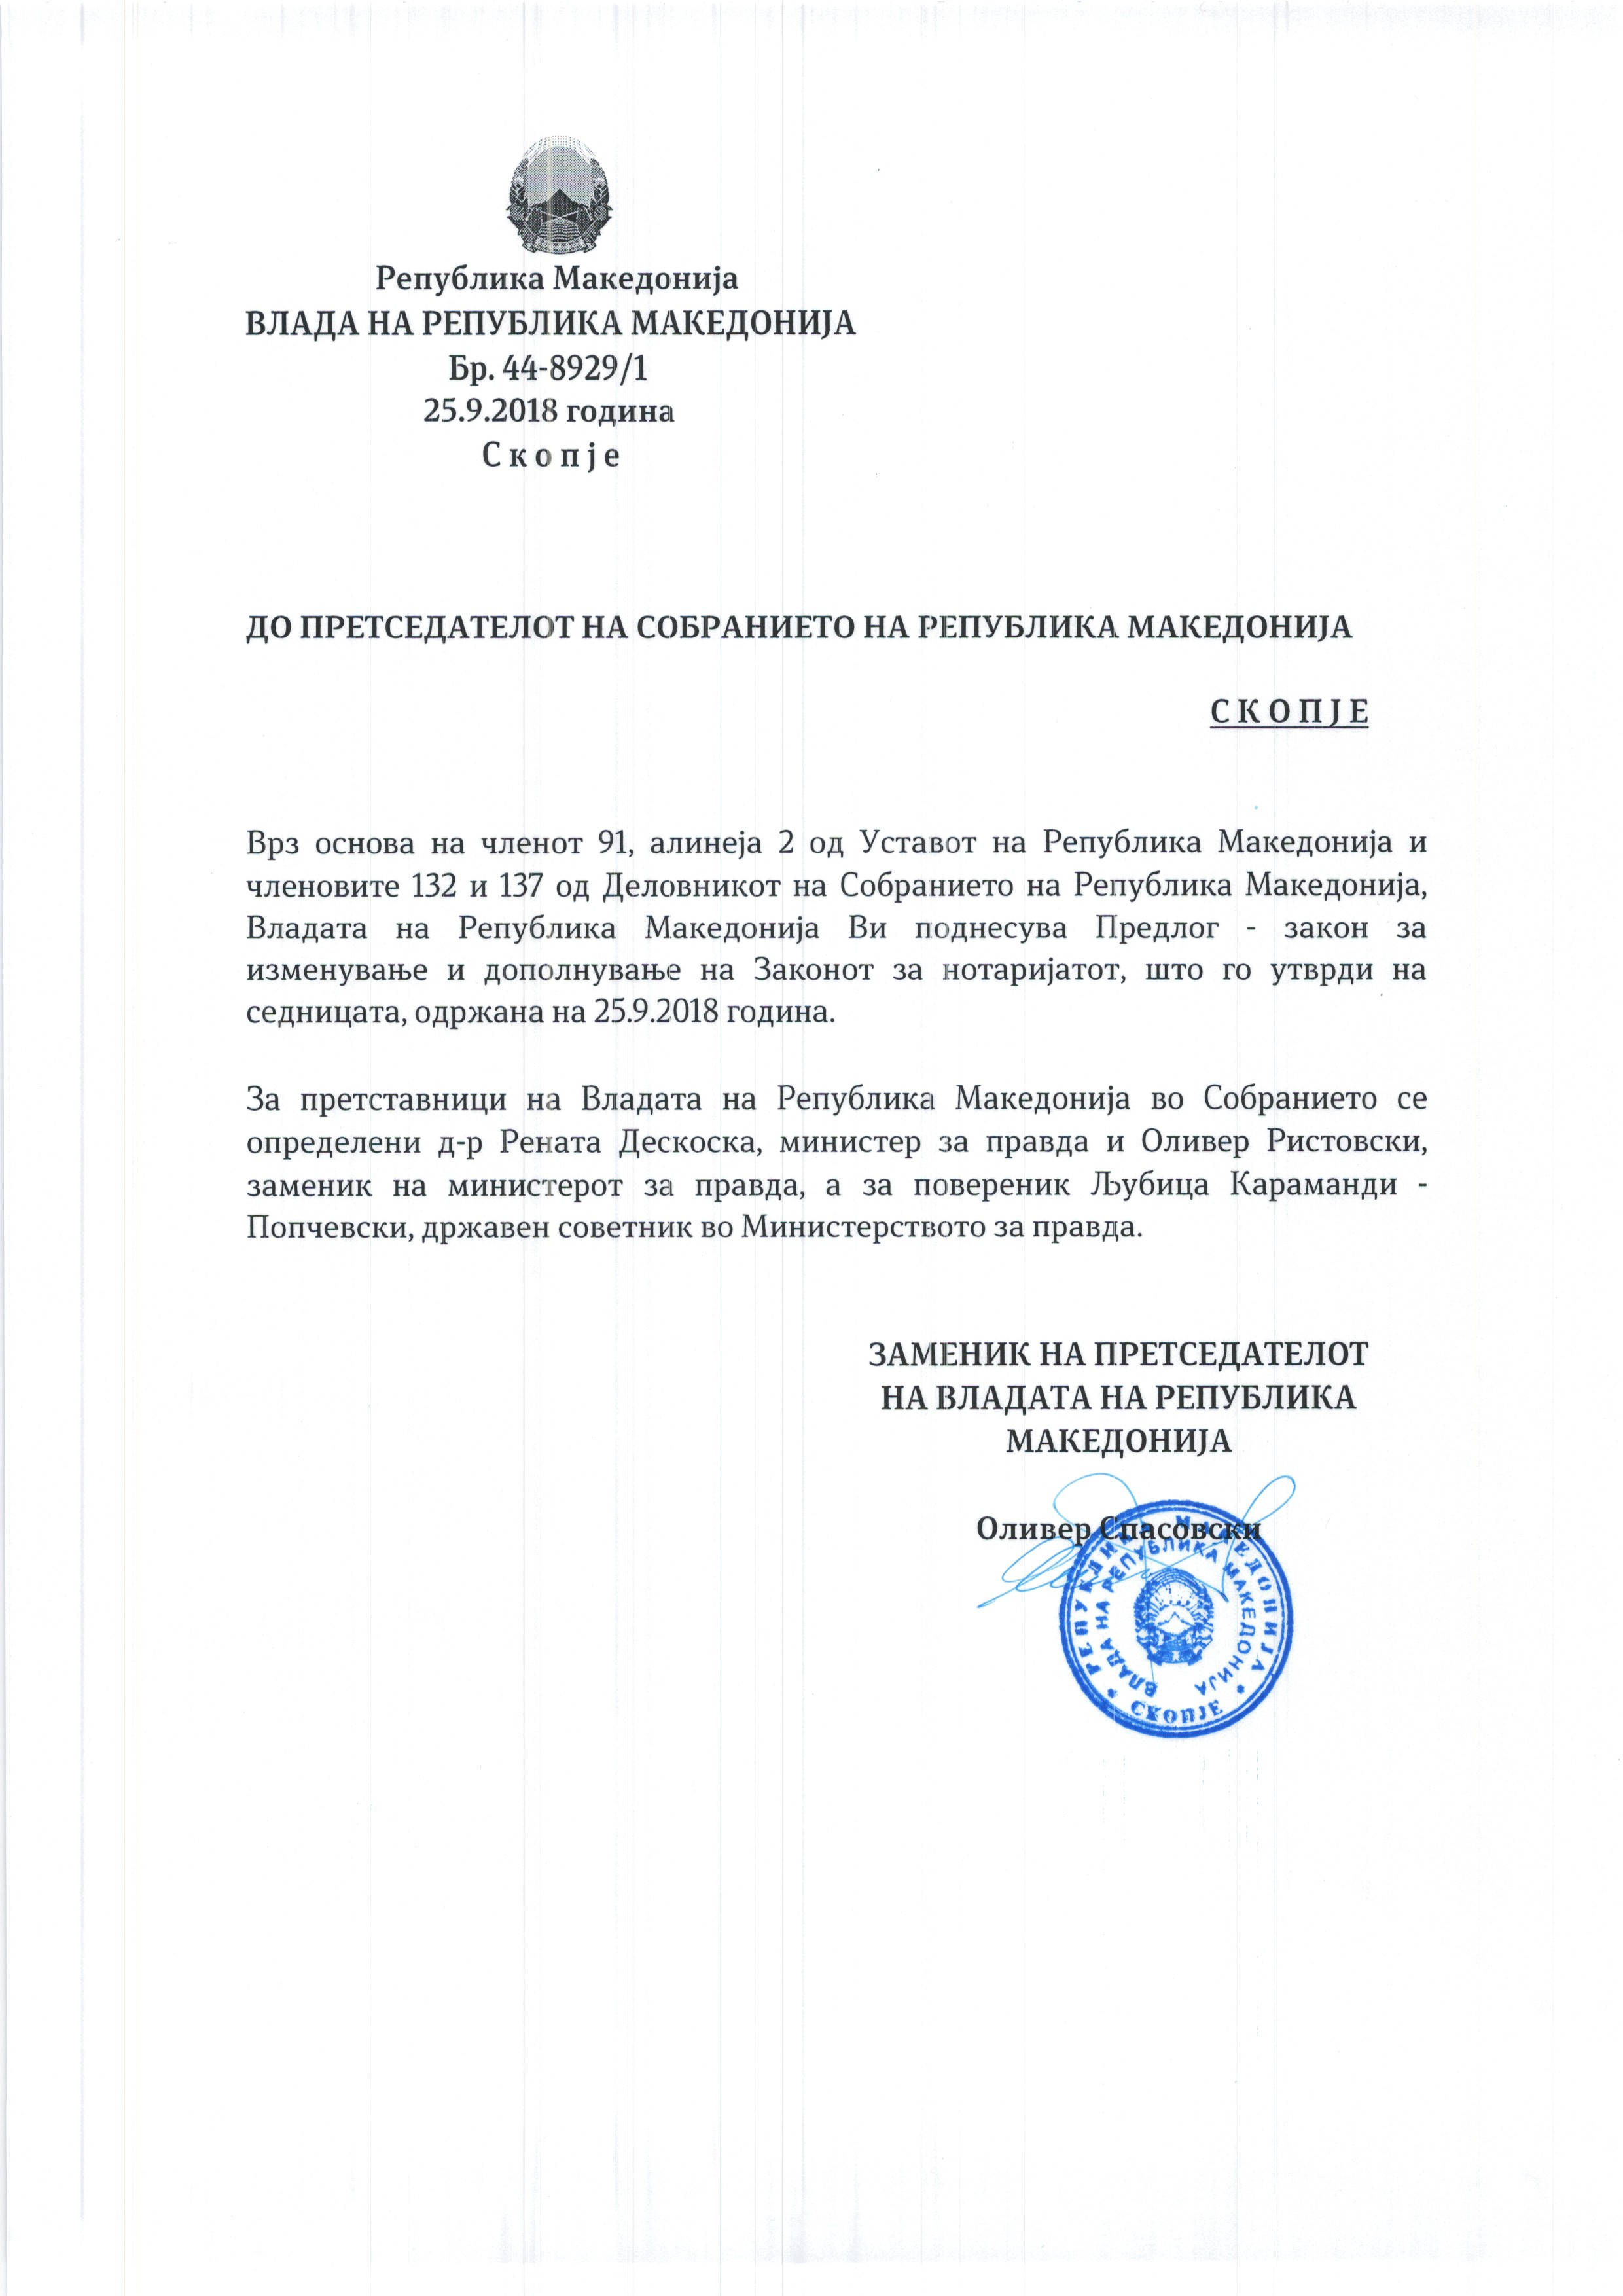 Република Македонија
ВЛАДА НА РЕПУБЛИКА МАКЕДОНИЈА
Бр. 44-8929/1
25.9.2018 година
С к о п ј е
ДО ПРЕТСЕДАТЕЛОТ НА СОБРАНИЕТО НА РЕПУБЛИКА МАКЕДОНИЈА
С К О П Ј Е
Врз основа на членот 91, алинеја 2 од Уставот на Република Македонија и
членовите 132 и 137 од Деловникот на Собранието на Република Македонија,
Владата на Република Македонија Ви поднесува Предлог - закон за
изменување и дополнување на Законот за нотаријатот, што го утврди на
седницата, одржана на 25.9.2018 година.
За претставници на Владата на Република Македонија во Собранието се
определени д-р Рената Дескоска, министер за правда и Оливер Ристовски,
заменик на министерот за правда, а за повереник Љубица Караманди -
Попчевски, државен советник во Министерството за правда.
ЗАМЕНИК НА ПРЕТСЕДАТЕЛОТ
НА ВЛАДАТА НА РЕПУБЛИКА
МАКЕДОНИЈА
Оливер Спасовски
РЕПУБЛИКА МАКЕДОНИЈА
ВЛАДА НА РЕПУБЛИКА МАКЕДОНИЈА
СКОПЈЕ